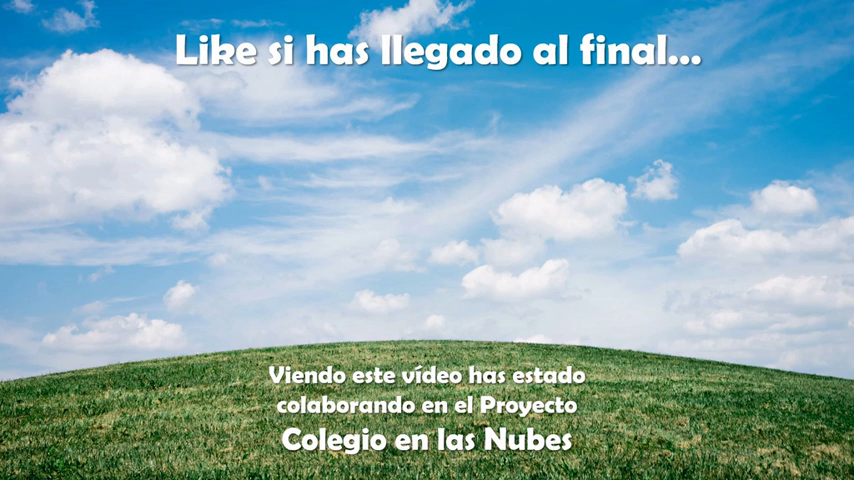 Like si has llegado al final...
Viendo este vídeo has estado
colaborando en el Proyecto
Colegio en las Nubes